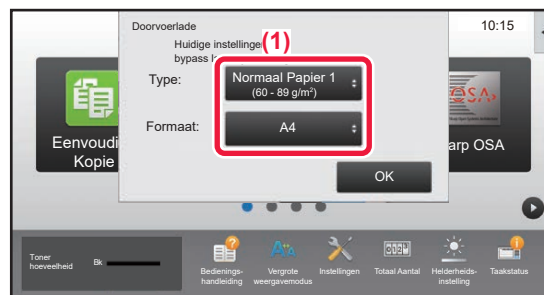 Doorvoerlade
10:15
Huidige instellingen
(1)
bypass
Type:
Normaal Papier 1
(60 - 89 g/m²)
Formaat:
A4
OK
Eenvoudi
Kopie
arp OSA
Toner
hoeveelheid
Bk
Bedienings-
handleiding
Vergrote
weergavemodus
Instellingen
Totaal Aantal
Helderheids-
instelling
Taakstatus